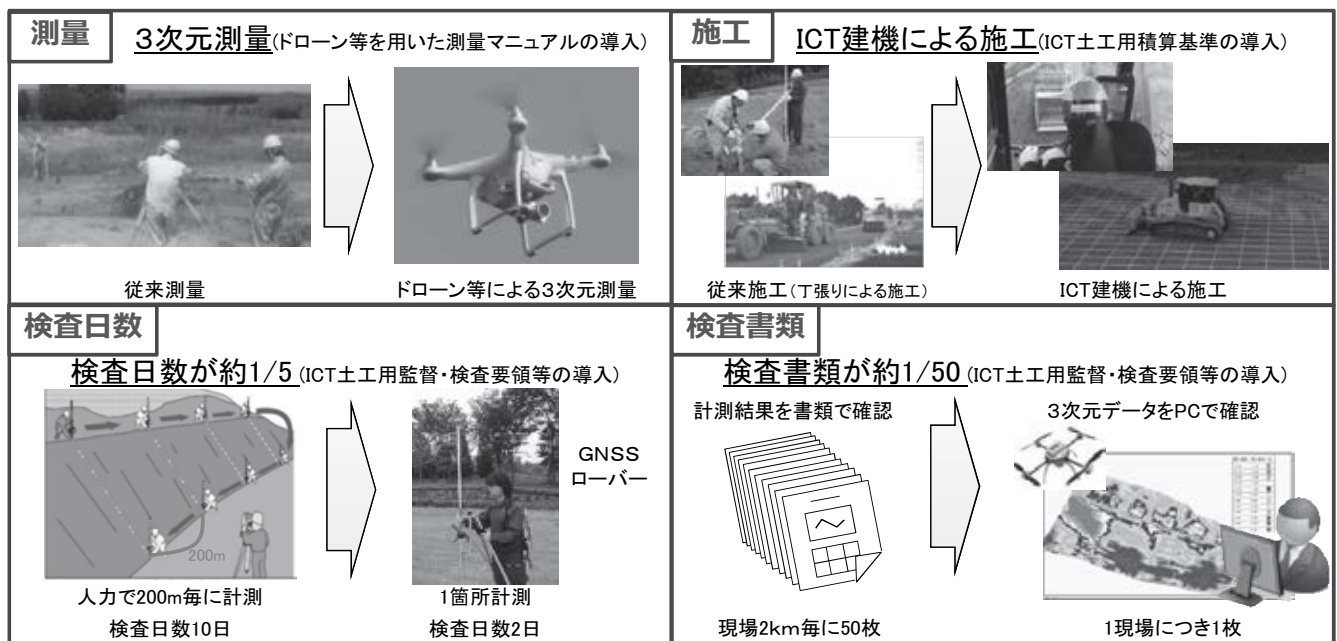 測量
３次元測量(ドローン等を用いた測量マニュアルの導入)
従来測量
ドローン等による３次元測量
施工
ICT建機による施工(ICT土工用積算基準の導入)
従来施工(丁張りによる施工)
ICT建機による施工
検査日数
検査日数が約1/5(ICT土工用監督・検査要領等の導入)
200m
GNSS
ローバー
人力で200m毎に計測
1箇所計測
検査日数10日
検査日数2日
検査書類
検査書類が約1/50(ICT土工用監督・検査要領等の導入)
計測結果を書類で確認
３次元データをPCで確認
現場2km毎に50枚
1現場につき1枚